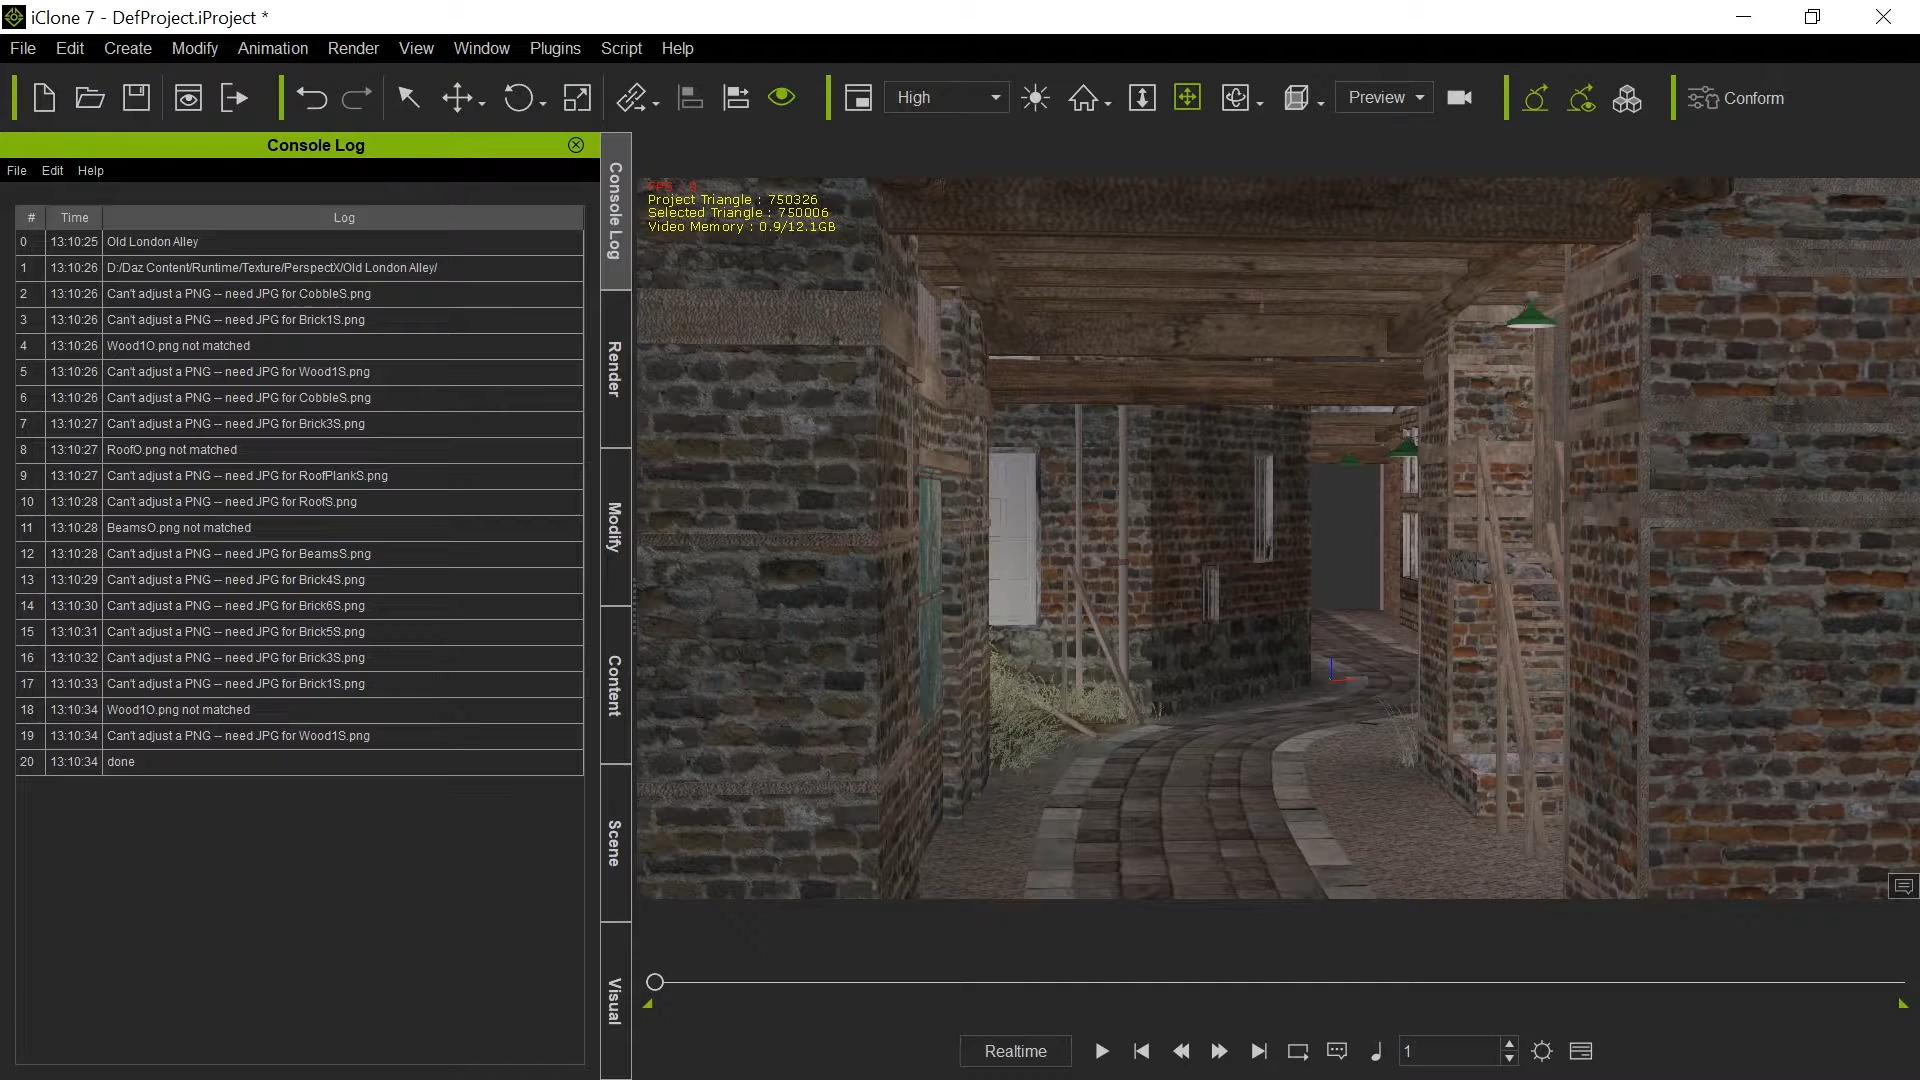 iClone 7 - DefProject.iProject *
File Edit Create Modify Animation Render View Window Plugins Script Help
High Preview Conform
Console Log
File Edit Help
# Time Log
0 13:10:25 Old London Alley
1 13:10:26 D:/Daz Content/Runtime/Texture/PerspectX/Old London Alley/
2 13:10:26 Can't adjust a PNG -- need JPG for CobbleS.png
3 13:10:26 Can't adjust a PNG -- need JPG for Brick1S.png
4 13:10:26 Wood1O.png not matched
5 13:10:26 Can't adjust a PNG -- need JPG for Wood1S.png
6 13:10:26 Can't adjust a PNG -- need JPG for CobbleS.png
7 13:10:27 Can't adjust a PNG -- need JPG for Brick3S.png
8 13:10:27 RoofO.png not matched
9 13:10:27 Can't adjust a PNG -- need JPG for RoofPlankS.png
10 13:10:28 Can't adjust a PNG -- need JPG for RoofS.png
11 13:10:28 BeamsO.png not matched
12 13:10:28 Can't adjust a PNG -- need JPG for BeamsS.png
13 13:10:29 Can't adjust a PNG -- need JPG for Brick4S.png
14 13:10:30 Can't adjust a PNG -- need JPG for Brick6S.png
15 13:10:31 Can't adjust a PNG -- need JPG for Brick5S.png
16 13:10:32 Can't adjust a PNG -- need JPG for Brick3S.png
17 13:10:33 Can't adjust a PNG -- need JPG for Brick1S.png
18 13:10:34 Wood1O.png not matched
19 13:10:34 Can't adjust a PNG -- need JPG for Wood1S.png
20 13:10:34 done
Console Log
Render
Modify
Content
Scene
Visual
FPS : 8
Project Triangle : 750326
Selected Triangle : 750006
Video Memory : 0.9/12.1GB
Realtime 1